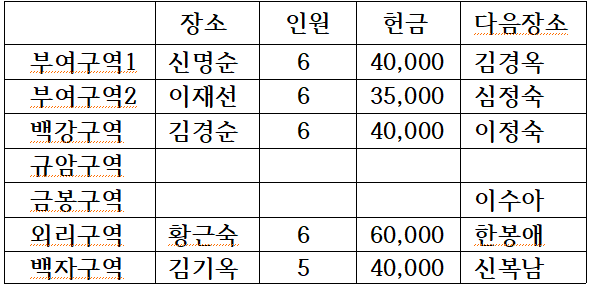 장소 인원 헌금 다음장소
부여구역1 신명순 6 40,000 김경옥
부여구역2 이재선 6 35,000 심정숙
백강구역 김경순 6 40,000 이정숙
규암구역
금봉구역 이수아
외리구역 황근숙 6 60,000 한봉애
백자구역 김기옥 5 40,000 신복남